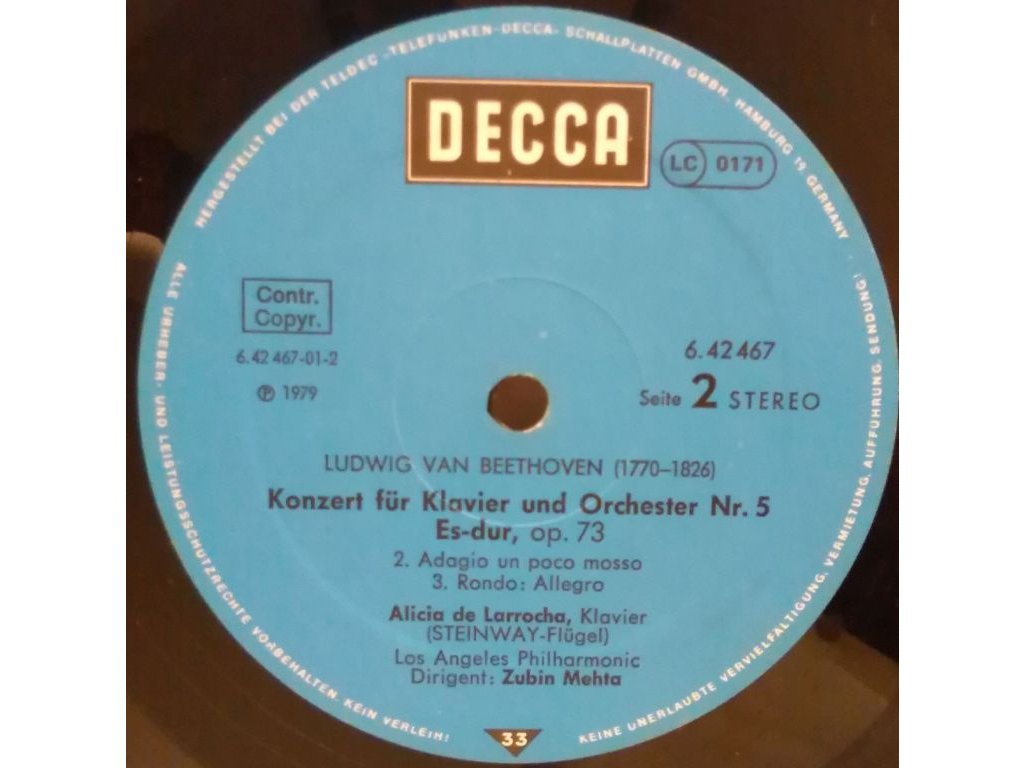 HERGESTELLT BEI DER TELDEC »TELEFUNKEN-DECCA« SCHALLPLATTEN GMBH, HAMBURG 19, GERMANY
DECCA
LC 0171
Contr.
Copyr.
6.42 467-01-2
℗ 1979
6.42467
Seite 2 STEREO
LUDWIG VAN BEETHOVEN (1770–1826)
Konzert für Klavier und Orchester Nr. 5
Es-dur, op. 73
2. Adagio un poco mosso
3. Rondo: Allegro
Alicia de Larrocha, Klavier
(STEINWAY-Flügel)
Los Angeles Philharmonic
Dirigent: Zubin Mehta
33
ALLE URHEBER- UND LEISTUNGSSCHUTZRECHTE VORBEHALTEN. KEIN VERLEIH!
KEINE UNERLAUBTE VERVIELFÄLTIGUNG, VERMIETUNG, AUFFÜHRUNG, SENDUNG!